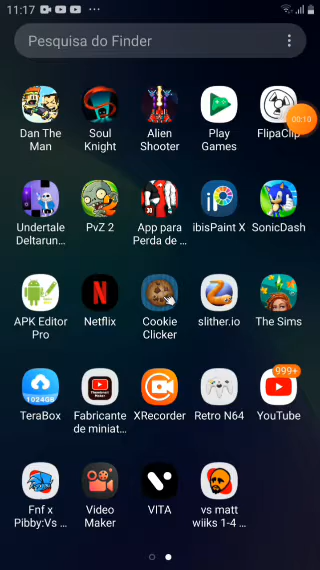 11:17
Pesquisa do Finder
00:10
Dan The
Man
Soul
Knight
Alien
Shooter
Play
Games
FlipaCli
Undertale
Deltarun...
PvZ 2
App para
Perda de ...
ibisPaint X
SonicDash
30
APK Editor
Pro
N
Netflix
Cookie
Clicker
slither.io
The Sims
1024GB
TeraBox
Fabricante
de miniat...
XRecorder
Retro N64
999+
YouTube
Fnf x
Pibby:Vs ...
Video
Maker
VITA
vs matt
wiiks 1-4 ...